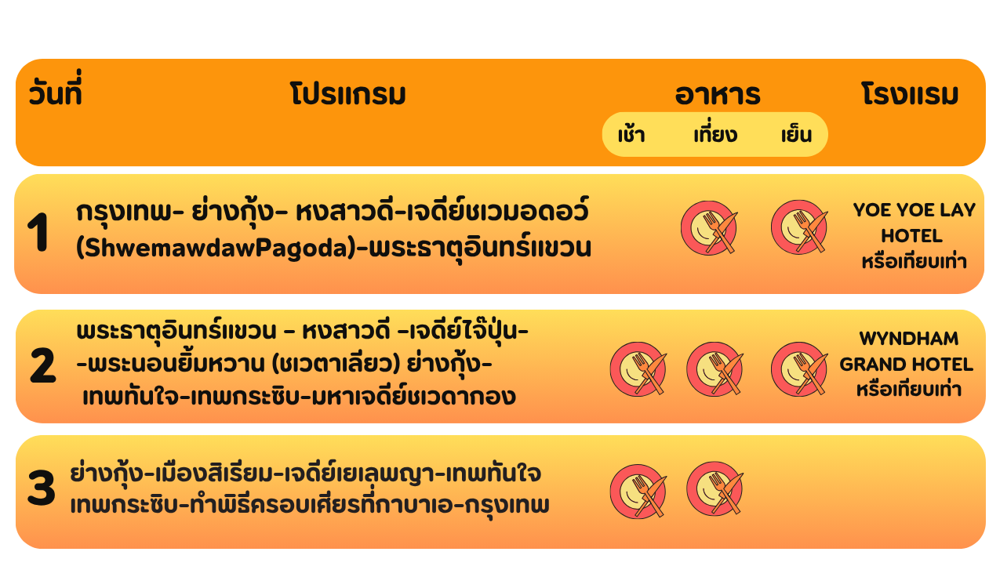 วันที่ โปรแกรม อาหาร โรงแรม
เช้า เที่ยง เย็น
1
กรุงเทพ- ย่างกุ้ง- หงสาวดี-เจดีย์ชเวมอดอว์
(ShwemawdawPagoda)-พระธาตุอินทร์แขวน
YOE YOE LAY
HOTEL
หรือเทียบเท่า
2
พระธาตุอินทร์แขวน - หงสาวดี -เจดีย์ไจ๊ปุ่น-
-พระนอนยิ้มหวาน (ชเวตาเลียว) ย่างกุ้ง-
เทพทันใจ-เทพกระซิบ-มหาเจดีย์ชเวดากอง
WYNDHAM
GRAND HOTEL
หรือเทียบเท่า
3
ย่างกุ้ง-เมืองสิเรียม-เจดีย์เยเลพญา-เทพทันใจ
เทพกระซิบ-ทำพิธีครอบเศียรที่กาบาเอ-กรุงเทพ